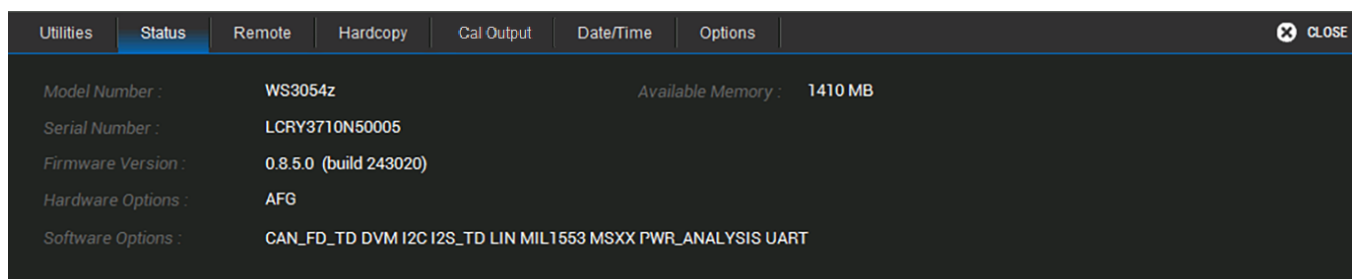 Utilities Status Remote Hardcopy Cal Output Date/Time Options CLOSE
Model Number : WS3054z Available Memory : 1410 MB
Serial Number : LCRY3710N50005
Firmware Version : 0.8.5.0 (build 243020)
Hardware Options : AFG
Software Options : CAN_FD_TD DVM I2C I2S_TD LIN MIL1553 MSXX PWR_ANALYSIS UART